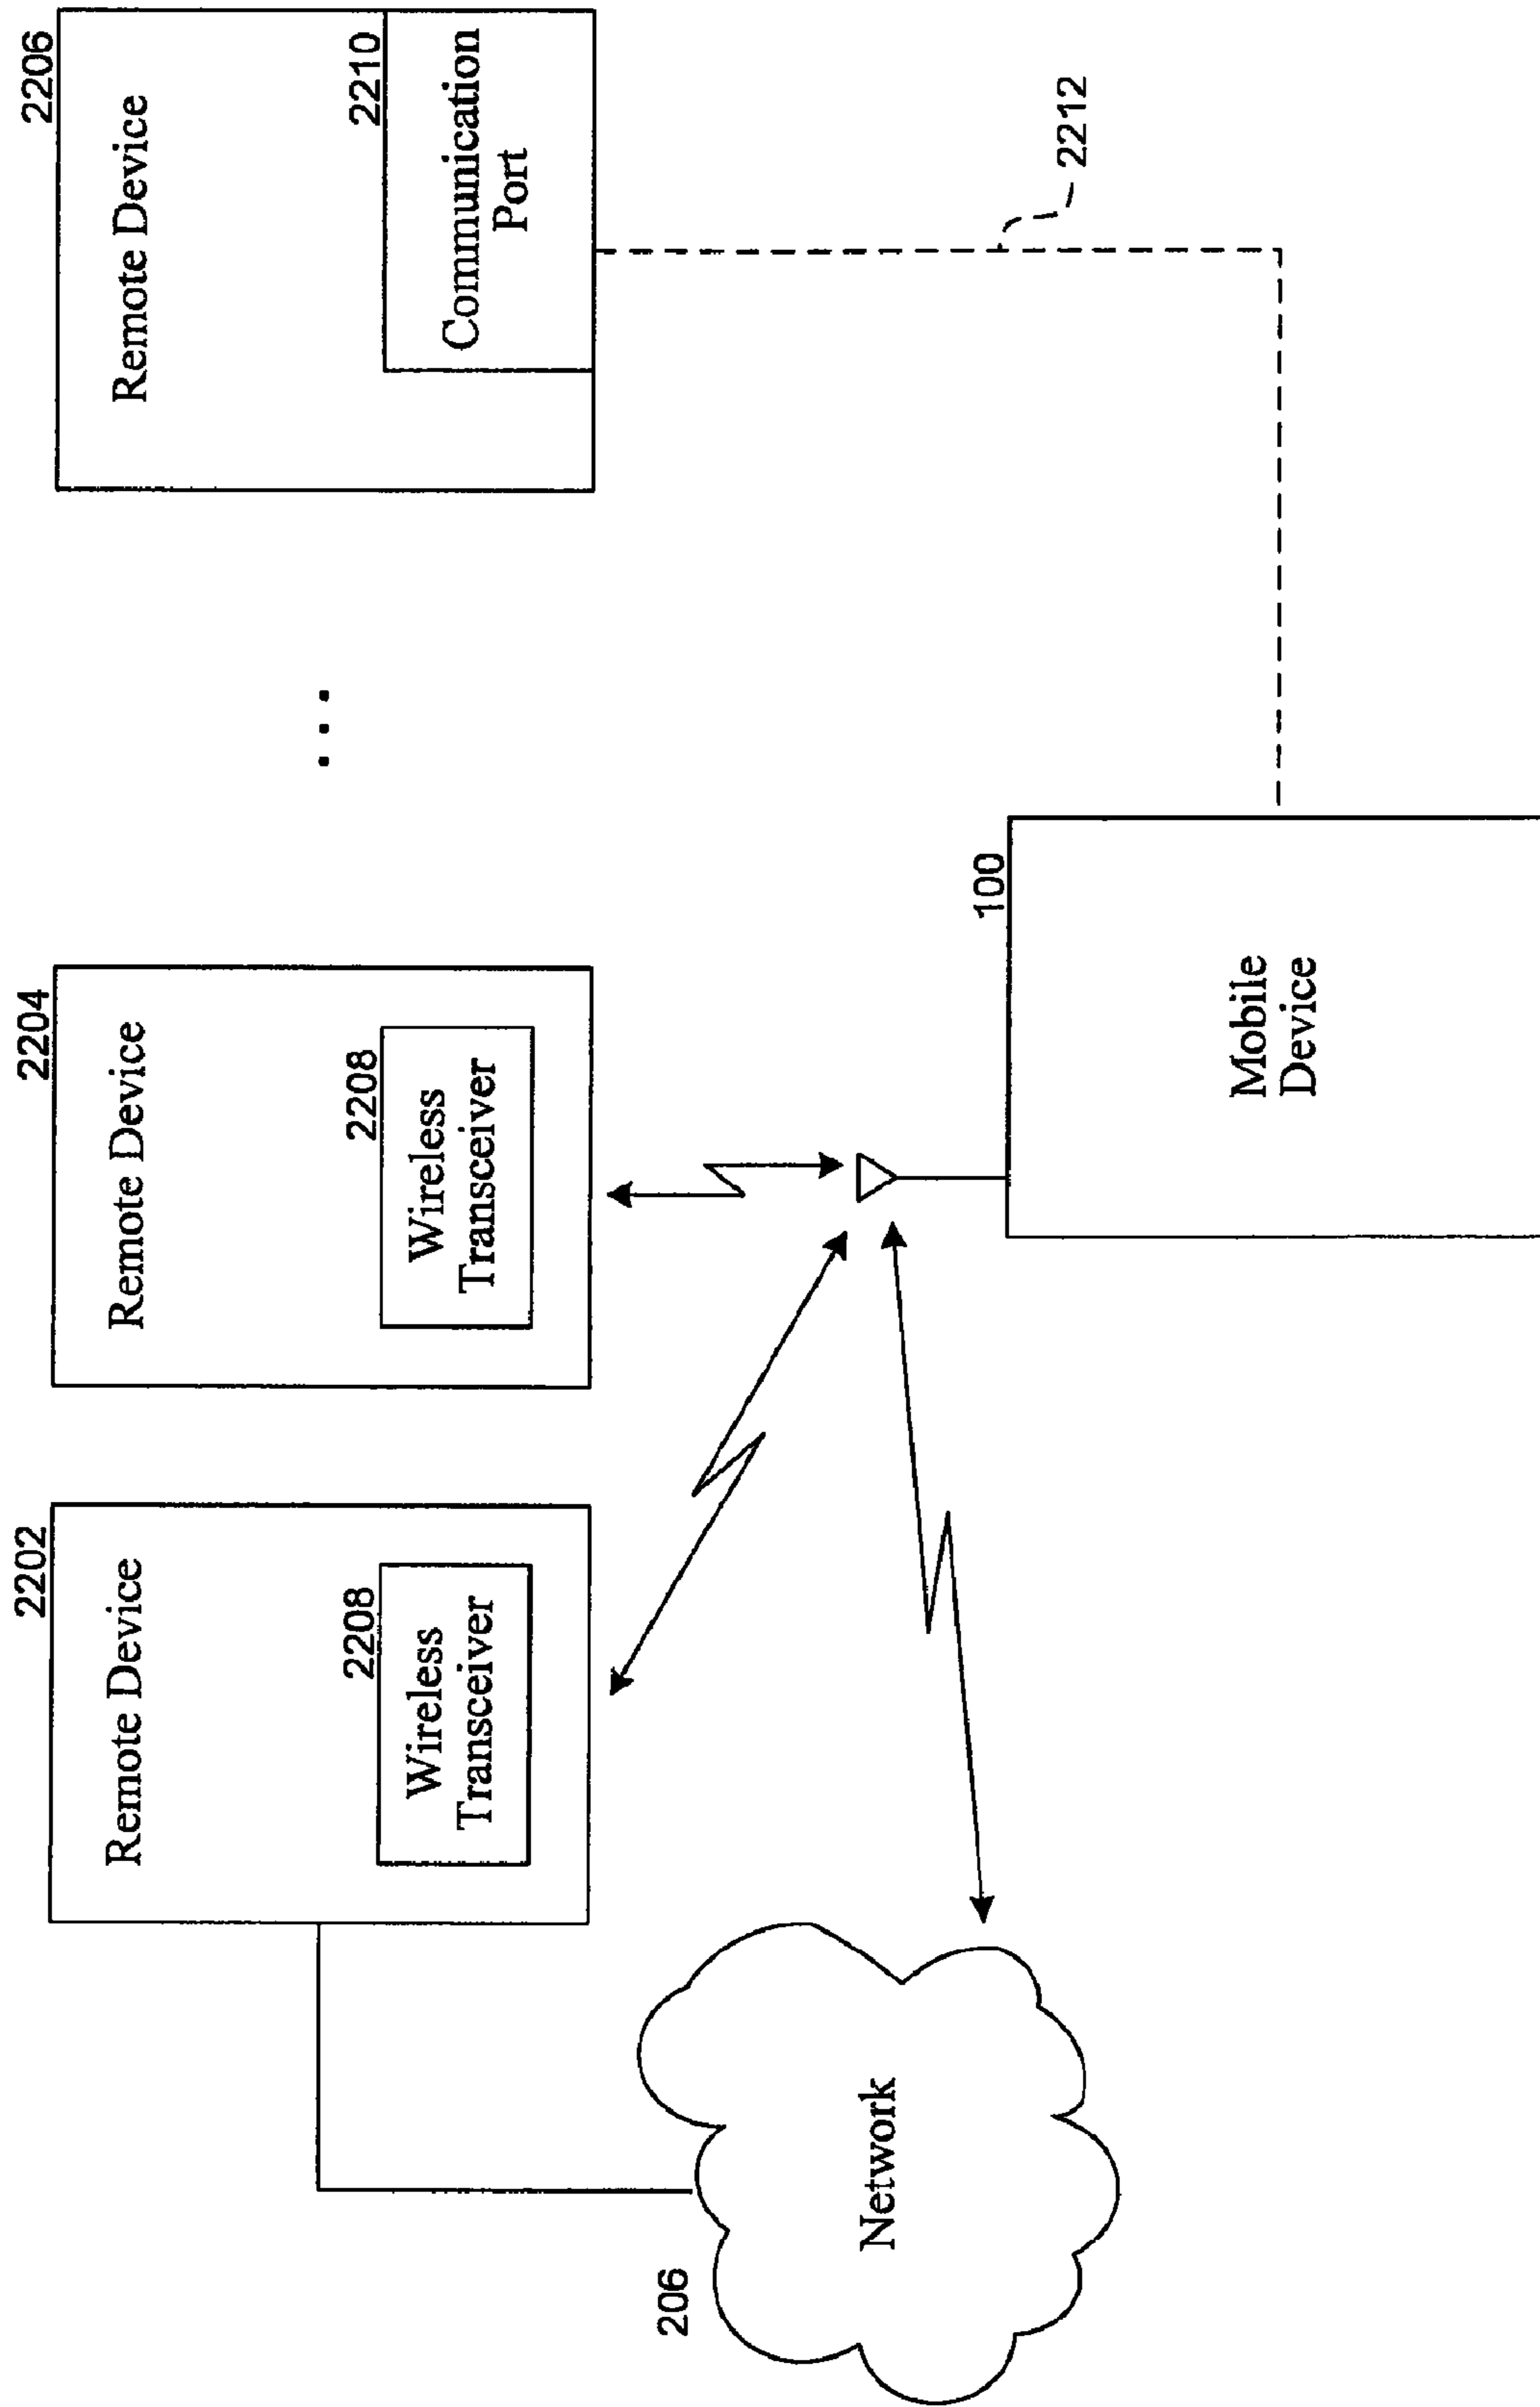 2202
Remote Device
2208
Wireless
Transceiver
2204
Remote Device
2208
Wireless
Transceiver
. . .
2206
Remote Device
2210
Communication
Port
2212
206
Network
100
Mobile
Device